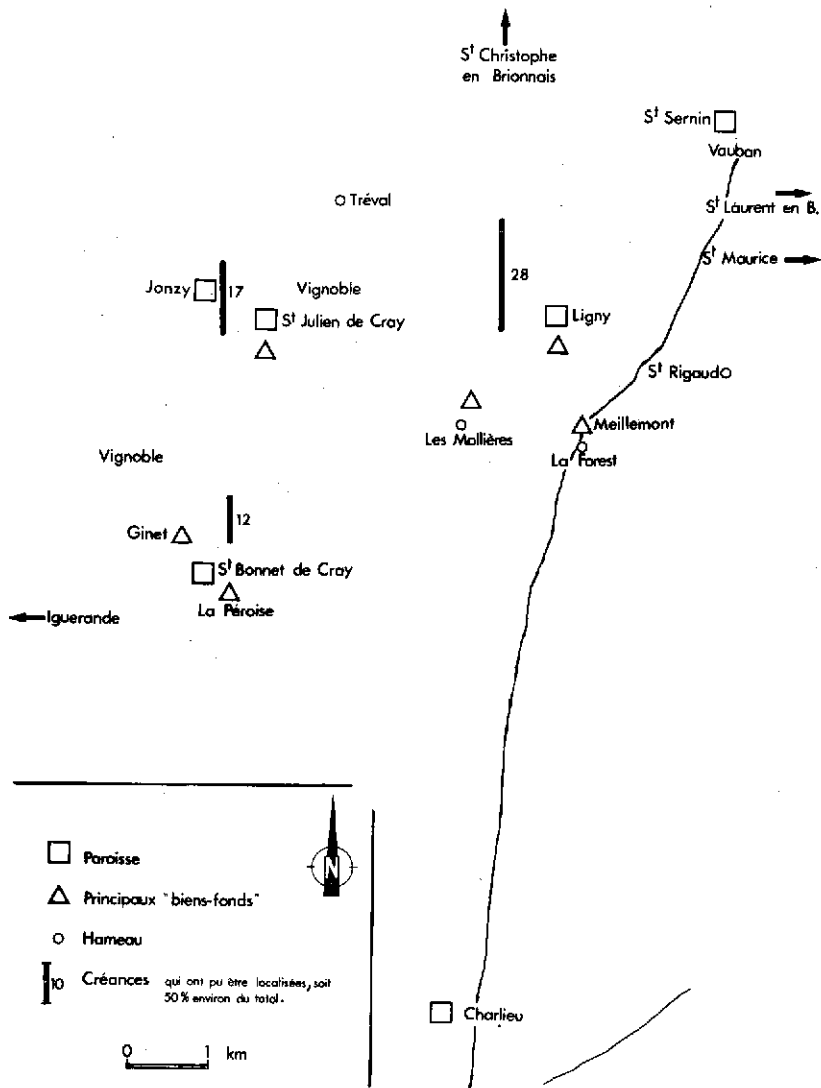 St Christophe
en Brionnais
St Sernin
Vauban
Tréval
St Laurent en B.
St Maurice
Jonzy
17
Vignoble
28
St Julien de Cray
Ligny
St Rigaud
Les Mollières
Meillemont
La Forest
Vignoble
12
Ginet
St Bonnet de Cray
La Péroise
Iguerande
N
Paroisse
Principaux "biens-fonds"
Hameau
10 Créances qui ont pu être localisées, soit
50% environ du total.
Charlieu
0 1 km